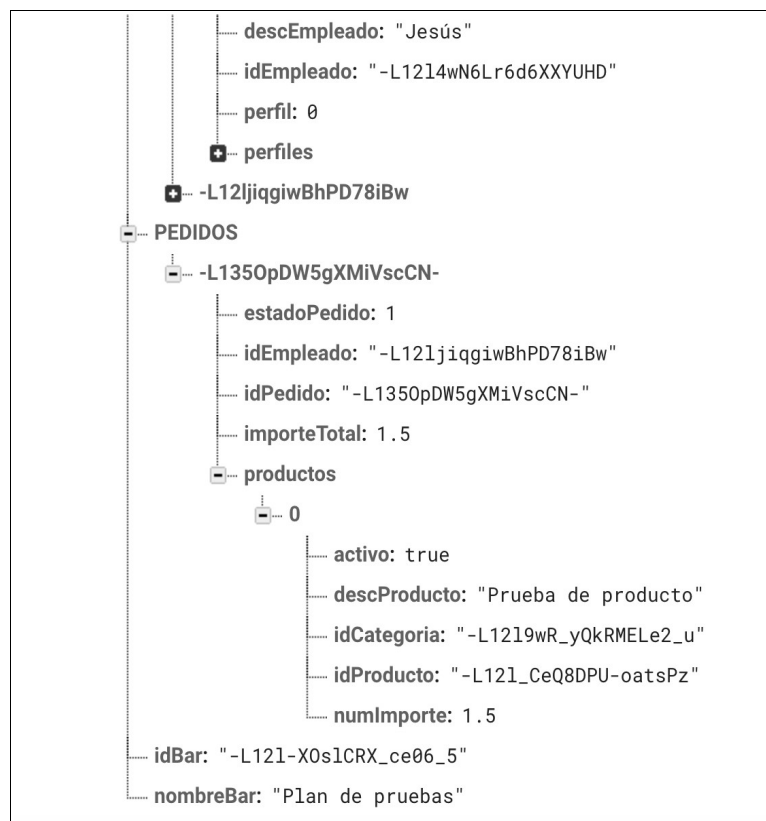 descEmpleado: "Jesús"
idEmpleado: "-L12l4wN6Lr6d6XXYUHD"
perfil: 0
perfiles
-L12ljiqgiwBhPD78iBw
PEDIDOS
-L135OpDW5gXMiVscCN-
estadoPedido: 1
idEmpleado: "-L12ljiqgiwBhPD78iBw"
idPedido: "-L135OpDW5gXMiVscCN-"
importeTotal: 1.5
productos
0
activo: true
descProducto: "Prueba de producto"
idCategoria: "-L12l9wR_yQkRMELe2_u"
idProducto: "-L12l_CeQ8DPU-oatsPz"
numImporte: 1.5
idBar: "-L12l-XOslCRX_ce06_5"
nombreBar: "Plan de pruebas"